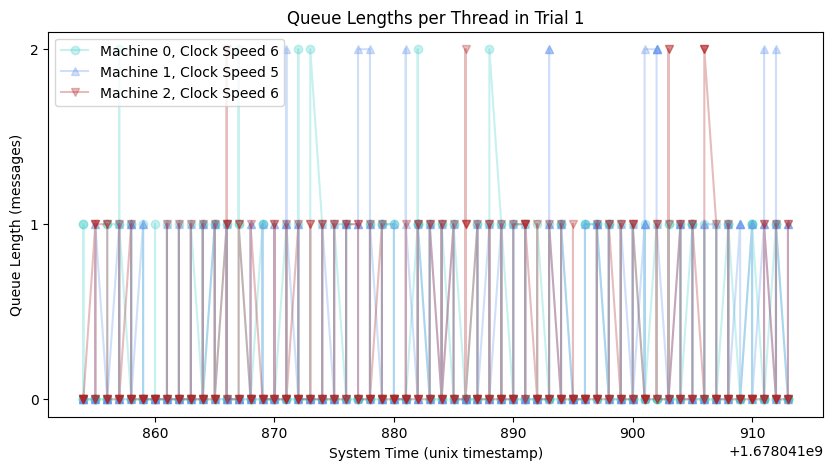 Queue Lengths per Thread in Trial 1
Machine 0, Clock Speed 6
Machine 1, Clock Speed 5
Machine 2, Clock Speed 6
Queue Length (messages)
2
1
0
860 870 880 890 900 910
+1.678041e9
System Time (unix timestamp)